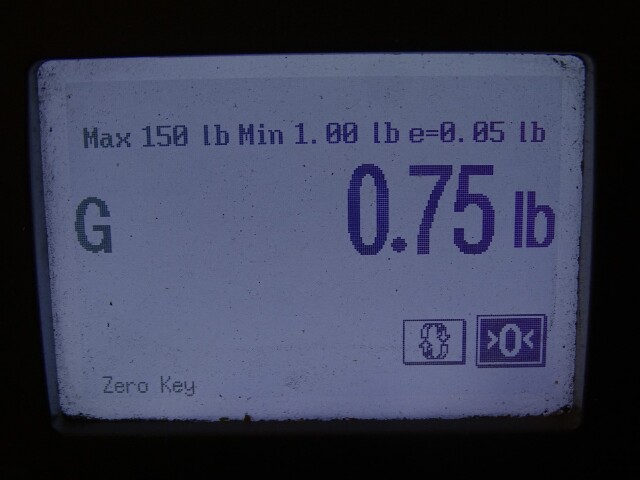 Max 150 lb Min 1.00 lb e=0.05 lb
G 0.75 lb
>0<
Zero Key